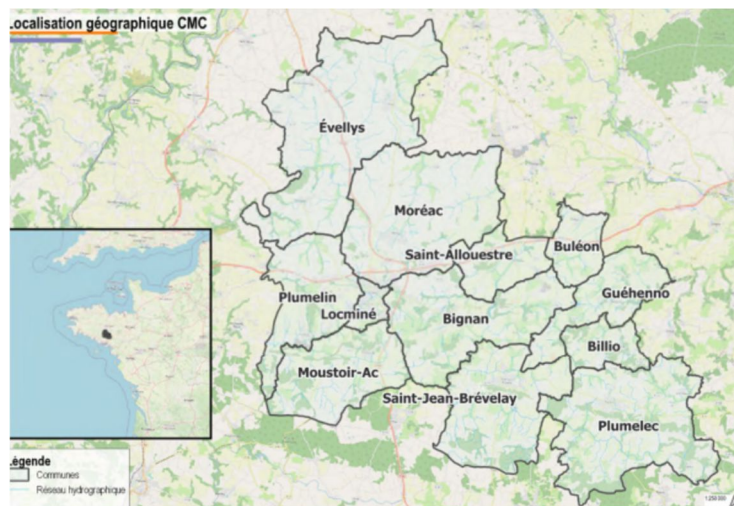 Localisation géographique CMC
Évellys
Moréac
Saint-Allouestre
Buléon
Plumelin
Locminé
Guéhenno
Bignan
Billio
Moustoir-Ac
Saint-Jean-Brévelay
Plumelec
Légende
Communes
Réseau hydrographique